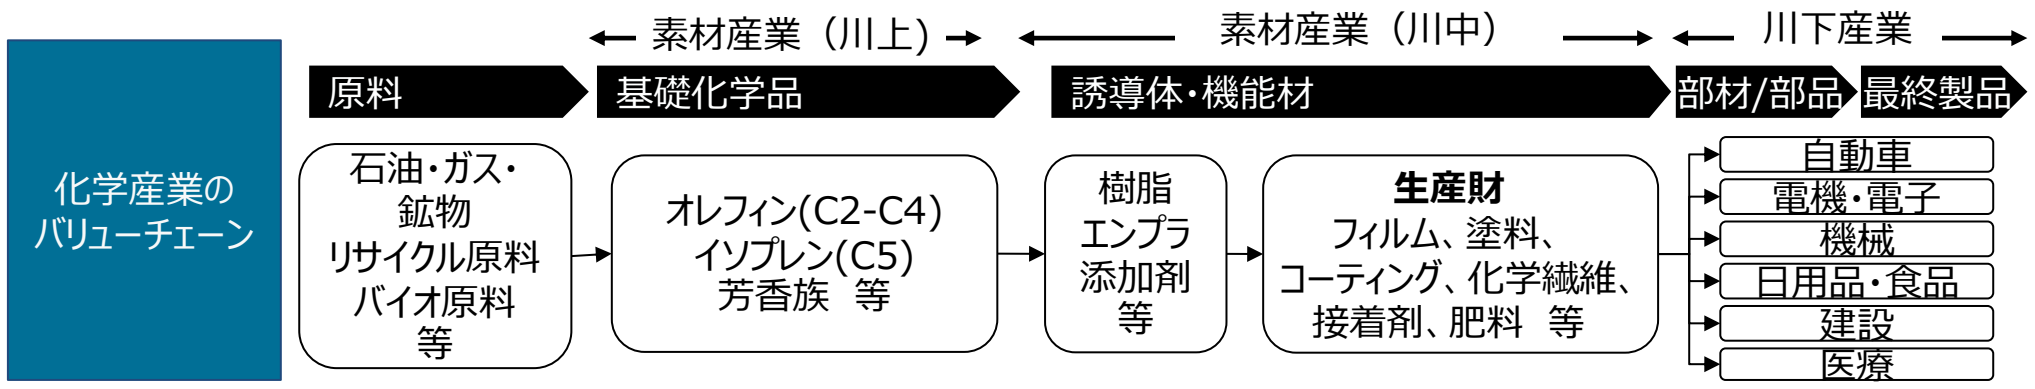 素材産業（川上)
素材産業（川中）
川下産業
原料
基礎化学品
誘導体・機能材
部材/部品
最終製品
化学産業の
バリューチェーン
石油・ガス・
鉱物
リサイクル原料
バイオ原料
等
オレフィン(C2-C4)
イソプレン(C5)
芳香族　等
樹脂
エンプラ
添加剤
等
生産財
フィルム、塗料、
コーティング、化学繊維、
接着剤、肥料　等
自動車
電機・電子
機械
日用品・食品
建設
医療